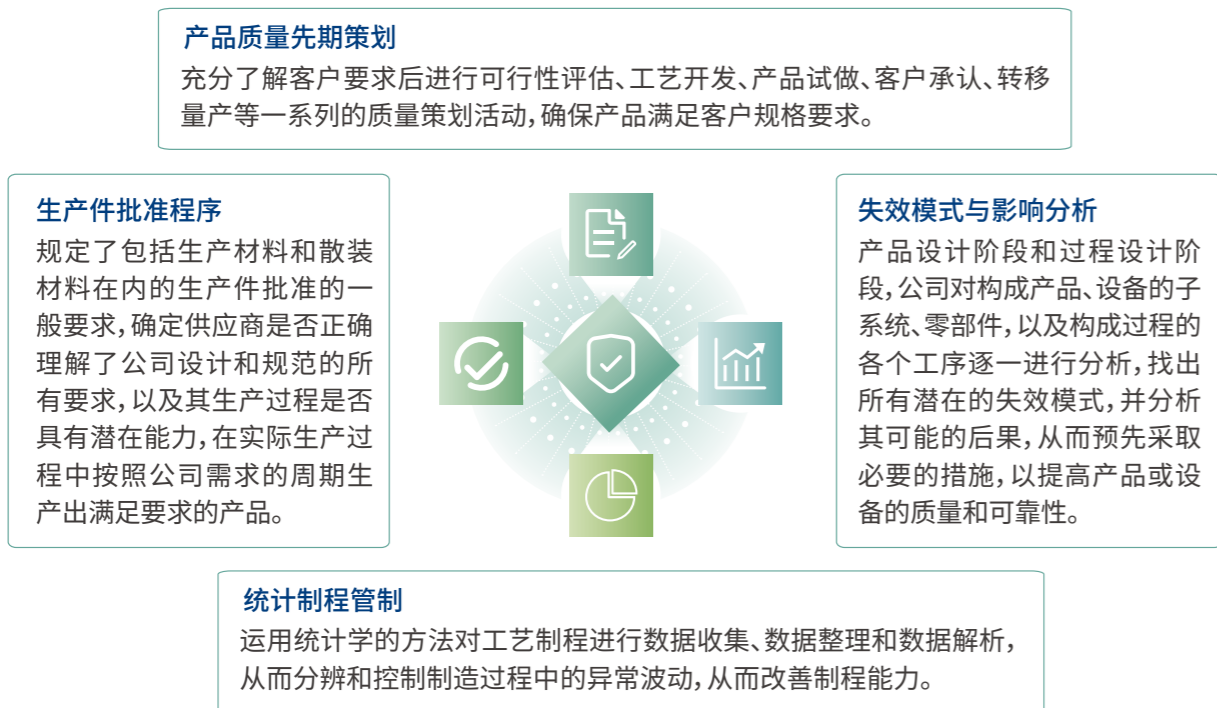 产品质量先期策划
充分了解客户要求后进行可行性评估、工艺开发、产品试做、客户承认、转移
量产等一系列的质量策划活动，确保产品满足客户规格要求。
生产件批准程序
规定了包括生产材料和散装
材料在内的生产件批准的一
般要求，确定供应商是否正确
理解了公司设计和规范的所
有要求，以及其生产过程是否
具有潜在能力，在实际生产过
程中按照公司需求的周期生
产出满足要求的产品。
失效模式与影响分析
产品设计阶段和过程设计阶
段，公司对构成产品、设备的子
系统、零部件，以及构成过程的
各个工序逐一进行分析，找出
所有潜在的失效模式，并分析
其可能的后果，从而预先采取
必要的措施，以提高产品或设
备的质量和可靠性。
统计制程管制
运用统计学的方法对工艺制程进行数据收集、数据整理和数据解析，
从而分辨和控制制造过程中的异常波动，从而改善制程能力。